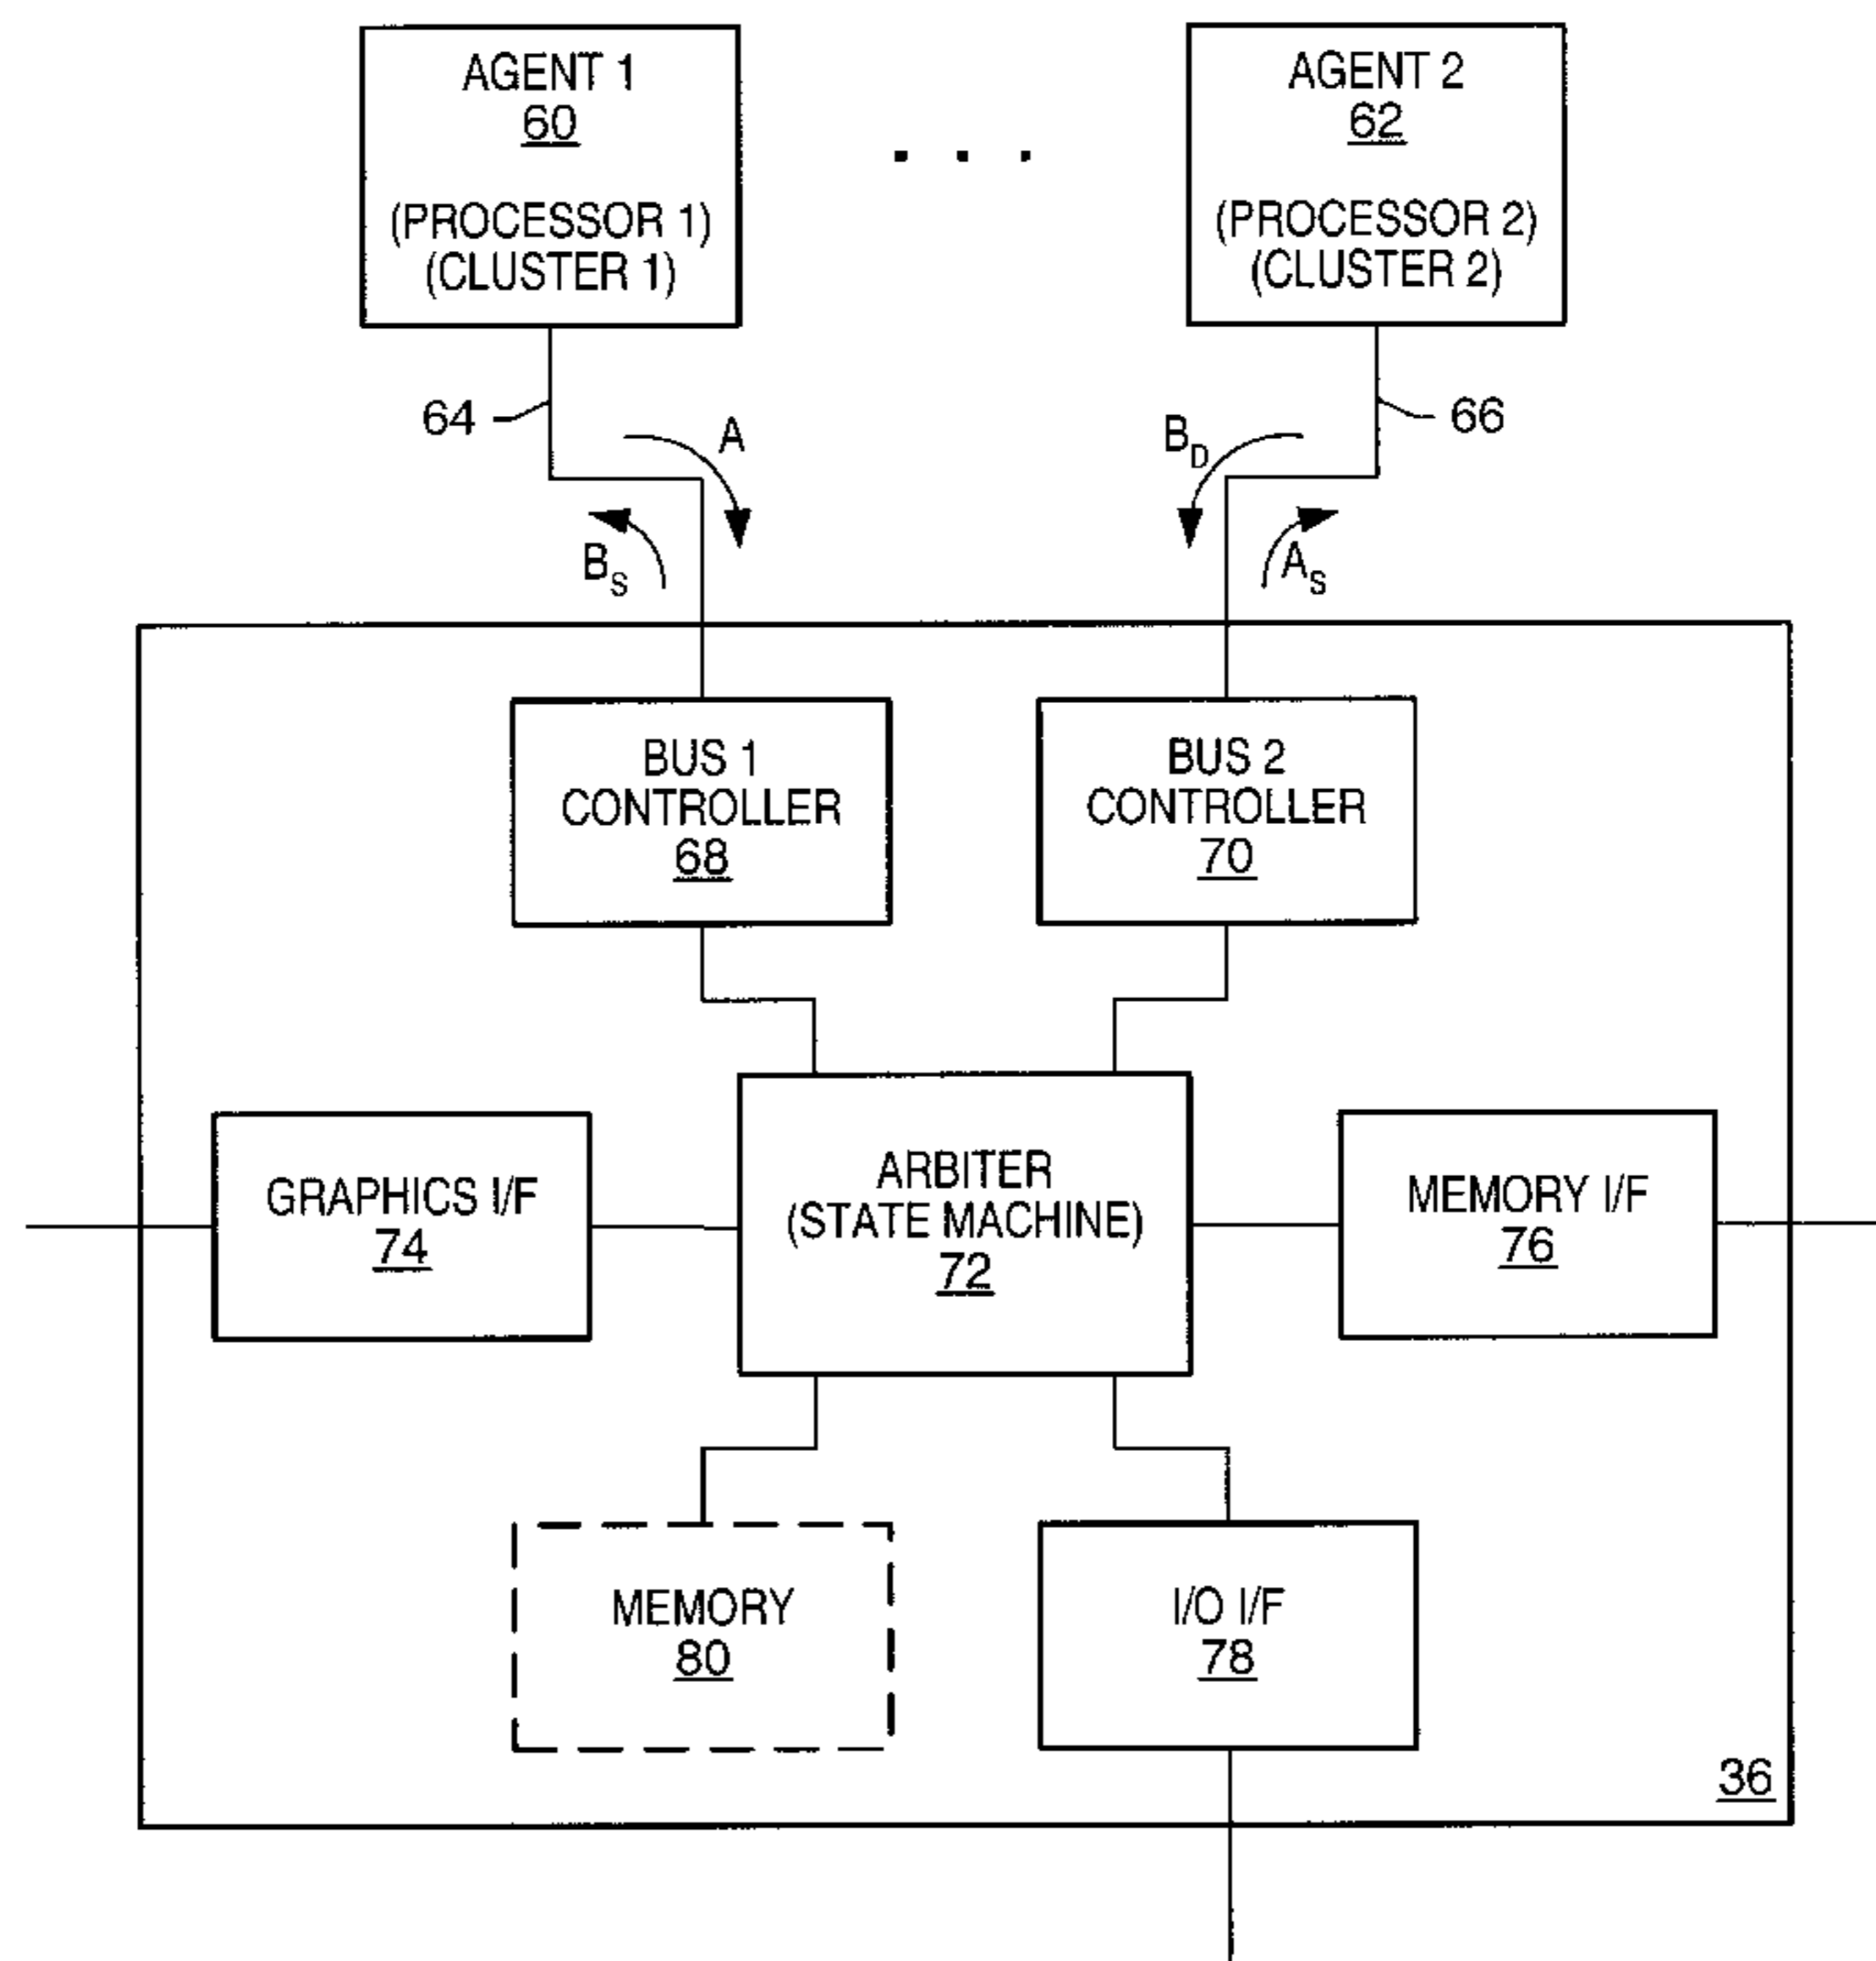 AGENT 1
60
(PROCESSOR 1)
(CLUSTER 1)
. . .
AGENT 2
62
(PROCESSOR 2)
(CLUSTER 2)
64
A
B_S
B_D
66
A_S
BUS 1
CONTROLLER
68
BUS 2
CONTROLLER
70
GRAPHICS I/F
74
ARBITER
(STATE MACHINE)
72
MEMORY I/F
76
MEMORY
80
I/O I/F
78
36